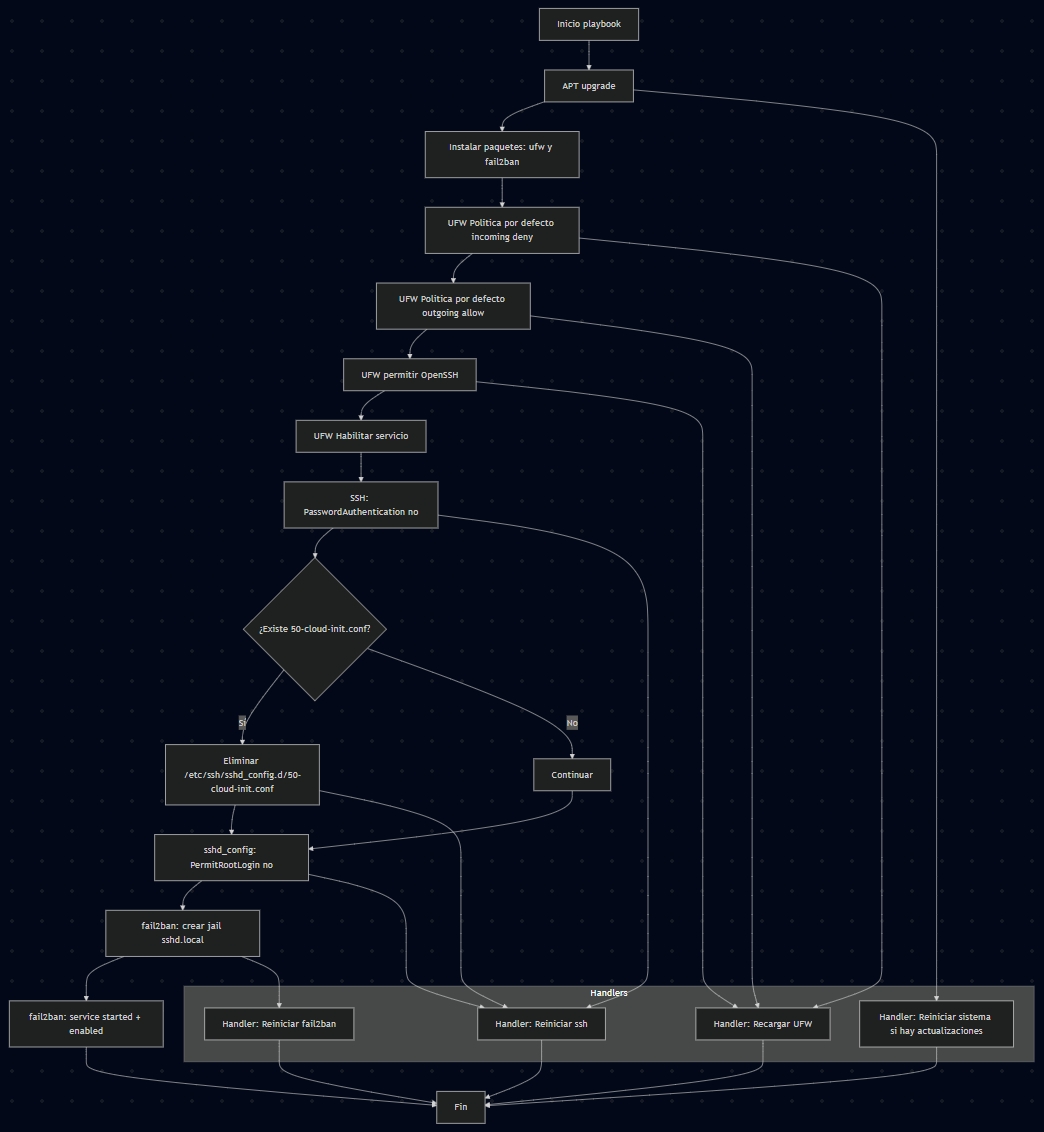 Inicio playbook
APT upgrade
Instalar paquetes: ufw y
fail2ban
UFW Politica por defecto
incoming deny
UFW Politica por defecto
outgoing allow
UFW permitir OpenSSH
UFW Habilitar servicio
SSH:
PasswordAuthentication no
¿Existe 50-cloud-init.conf?
Si
No
Eliminar
/etc/ssh/sshd_config.d/50-
cloud-init.conf
Continuar
sshd_config:
PermitRootLogin no
fail2ban: crear jail
sshd.local
Handlers
fail2ban: service started +
enabled
Handler: Reiniciar fail2ban
Handler: Reiniciar ssh
Handler: Recargar UFW
Handler: Reiniciar sistema
si hay actualizaciones
Fin